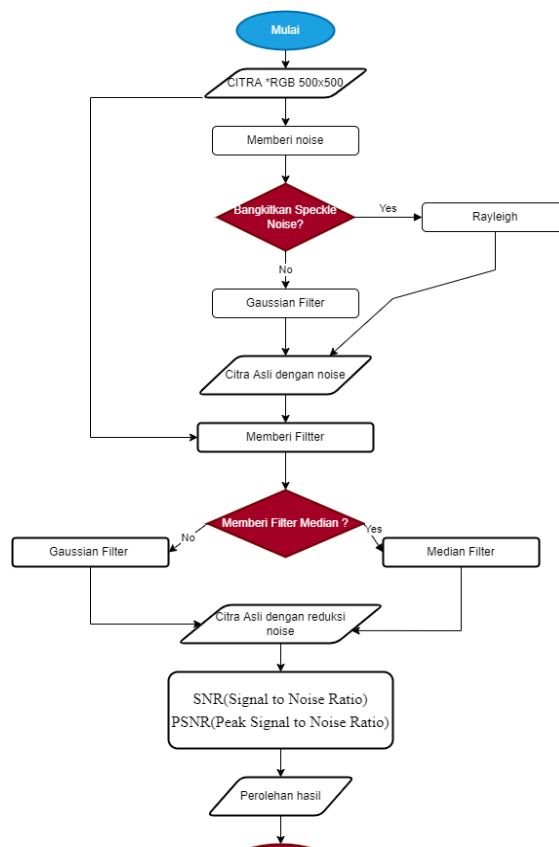 Mulai
CITRA *RGB 500x500
Memberi noise
Bangkitkan Speckle
Noise?
Yes
Rayleigh
No
Gaussian Filter
Citra Asli dengan noise
Memberi Filtter
Memberi Filter Median ?
No
Yes
Gaussian Filter
Median Filter
Citra Asli dengan reduksi
noise
SNR(Signal to Noise Ratio)
PSNR(Peak Signal to Noise Ratio)
Perolehan hasil